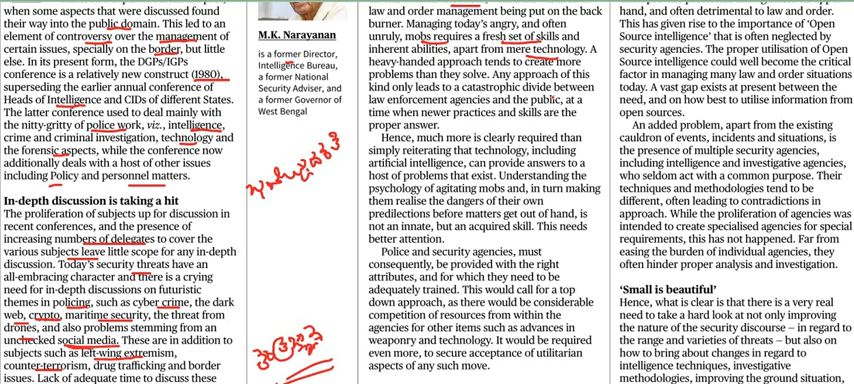 when some aspects that were discussed found
their way into the public domain. This led to an
element of controversy over the management of
certain issues, specially on the border, but little
else. In its present form, the DGPs/IGPs
conference is a relatively new construct (1980),
superseding the earlier annual conference of
Heads of Intelligence and CIDs of different States.
The latter conference used to deal mainly with
the nitty-gritty of police work, viz., intelligence,
crime and criminal investigation, technology and
the forensic aspects, while the conference now
additionally deals with a host of other issues
including Policy and personnel matters.
In-depth discussion is taking a hit
The proliferation of subjects up for discussion in
recent conferences, and the presence of
increasing numbers of delegates to cover the
various subjects leave little scope for any in-depth
discussion. Today's security threats have an
all-embracing character and there is a crying
need for in-depth discussions on futuristic
themes in policing, such as cyber crime, the dark
web, crypto, maritime security, the threat from
drones, and also problems stemming from an
unchecked social media. These are in addition to
subjects such as left-wing extremism,
counter-terrorism, drug trafficking and border
issues. Lack of adequate time to discuss these
M.K. Narayanan
is a former Director,
Intelligence Bureau,
a former National
Security Adviser, and
a former Governor of
West Bengal
law and order management being put on the back
burner. Managing today's angry, and often
unruly, mobs requires a fresh set of skills and
inherent abilities, apart from mere technology. A
heavy-handed approach tends to create more
problems than they solve. Any approach of this
kind only leads to a catastrophic divide between
law enforcement agencies and the public, at a
time when newer practices and skills are the
proper answer.
Hence, much more is clearly required than
simply reiterating that technology, including
artificial intelligence, can provide answers to a
host of problems that exist. Understanding the
psychology of agitating mobs and, in turn making
them realise the dangers of their own
predilections before matters get out of hand, is
not an innate, but an acquired skill. This needs
better attention.
Police and security agencies, must
consequently, be provided with the right
attributes, and for which they need to be
adequately trained. This would call for a top
down approach, as there would be considerable
competition of resources from within the
agencies for other items such as advances in
weaponry and technology. It would be required
even more, to secure acceptance of utilitarian
aspects of any such move.
hand, and often detrimental to law and order.
This has given rise to the importance of 'Open
Source intelligence' that is often neglected by
security agencies. The proper utilisation of Open
Source intelligence could well become the critical
factor in managing many law and order situations
today. A vast gap exists at present between the
need, and on how best to utilise information from
open sources.
An added problem, apart from the existing
cauldron of events, incidents and situations, is
the presence of multiple security agencies,
including intelligence and investigative agencies,
who seldom act with a common purpose. Their
techniques and methodologies tend to be
different, often leading to contradictions in
approach. While the proliferation of agencies was
intended to create specialised agencies for special
requirements, this has not happened. Far from
easing the burden of individual agencies, they
often hinder proper analysis and investigation.
'Small is beautiful'
Hence, what is clear is that there is a very real
need to take a hard look at not only improving
the nature of the security discourse — in regard to
the range and varieties of threats — but also on
how to bring about changes in regard to
intelligence techniques, investigative
methodologies, improving the ground situation,